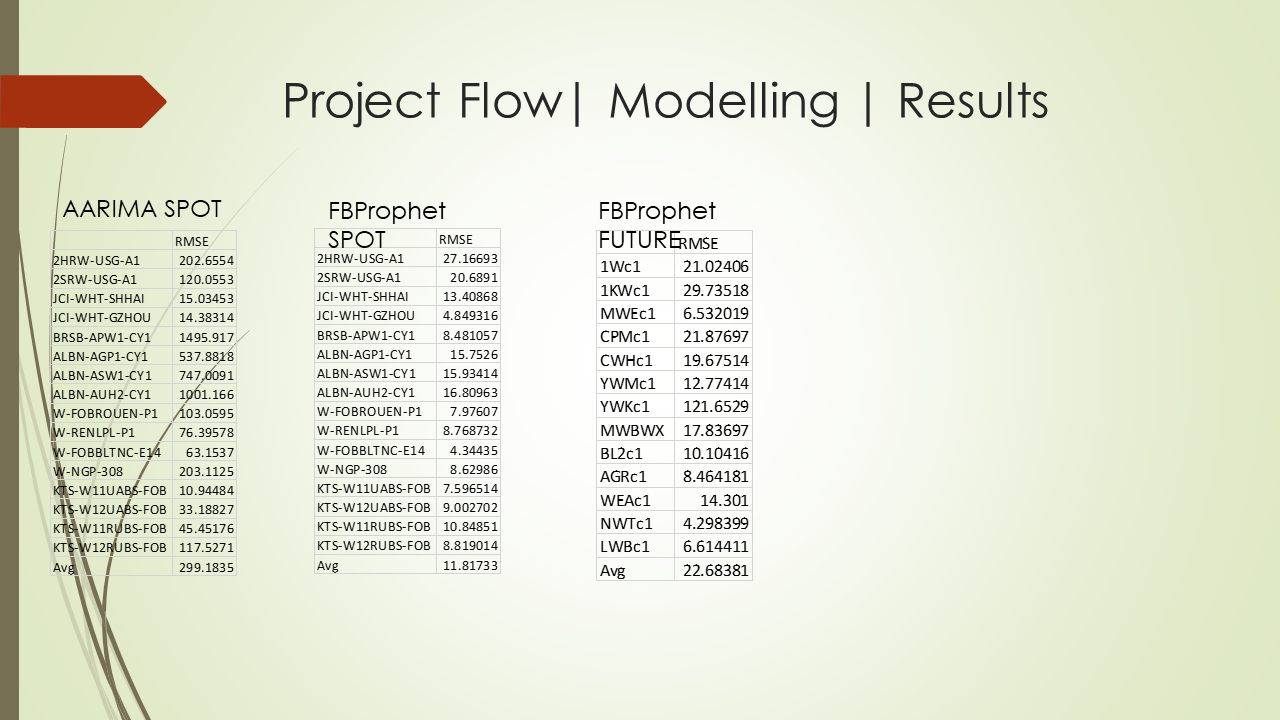 Project Flow| Modelling | Results
AARIMA SPOT
RMSE
2HRW-USG-A1 202.6554
2SRW-USG-A1 120.0553
JCI-WHT-SHHAI 15.03453
JCI-WHT-GZHOU 14.38314
BRSB-APW1-CY1 1495.917
ALBN-AGP1-CY1 537.8818
ALBN-ASW1-CY1 747.0091
ALBN-AUH2-CY1 1001.166
W-FOBROUEN-P1 103.0595
W-RENLPL-P1 76.39578
W-FOBBLTNC-E14 63.1537
W-NGP-308 203.1125
KTS-W11UABS-FOB 10.94484
KTS-W12UABS-FOB 33.18827
KTS-W11RUBS-FOB 45.45176
KTS-W12RUBS-FOB 117.5271
Avg 299.1835
FBProphet
SPOT
RMSE
2HRW-USG-A1 27.16693
2SRW-USG-A1 20.6891
JCI-WHT-SHHAI 13.40868
JCI-WHT-GZHOU 4.849316
BRSB-APW1-CY1 8.481057
ALBN-AGP1-CY1 15.7526
ALBN-ASW1-CY1 15.93414
ALBN-AUH2-CY1 16.80963
W-FOBROUEN-P1 7.97607
W-RENLPL-P1 8.768732
W-FOBBLTNC-E14 4.34435
W-NGP-308 8.62986
KTS-W11UABS-FOB 7.596514
KTS-W12UABS-FOB 9.002702
KTS-W11RUBS-FOB 10.84851
KTS-W12RUBS-FOB 8.819014
Avg 11.81733
FBProphet
FUTURE
RMSE
1Wc1 21.02406
1KWc1 29.73518
MWEc1 6.532019
CPMc1 21.87697
CWHc1 19.67514
YWMc1 12.77414
YWKc1 121.6529
MWBWX 17.83697
BL2c1 10.10416
AGRc1 8.464181
WEAc1 14.301
NWTc1 4.298399
LWBc1 6.614411
Avg 22.68381